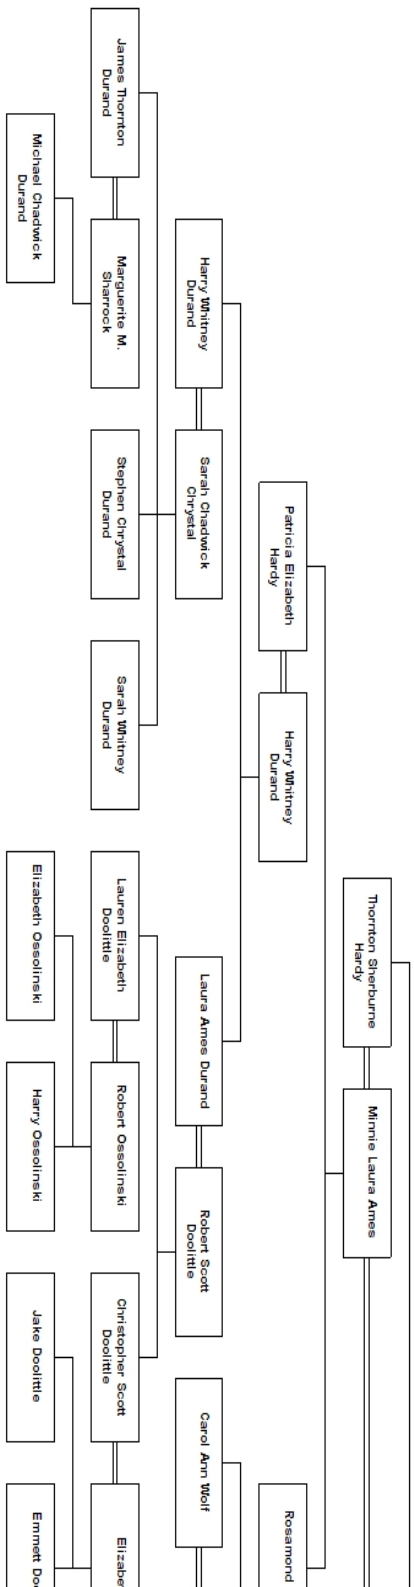 Thornton Sherburne
Hardy
Minnie Laura Ames
Patricia Elizabeth
Hardy
Harry Whitney
Durand
Rosamond
Harry Whitney
Durand
Sarah Chadwick
Chrystal
Laura Ames Durand
Robert Scott
Doolittle
Carol Ann Wolf
James Thornton
Durand
Marguerite M.
Sharrock
Stephen Chrystal
Durand
Sarah Whitney
Durand
Lauren Elizabeth
Doolittle
Robert Ossolinski
Christopher Scott
Doolittle
Michael Chadwick
Durand
Elizabeth Ossolinski
Harry Ossolinski
Jake Doolittle
Emmett